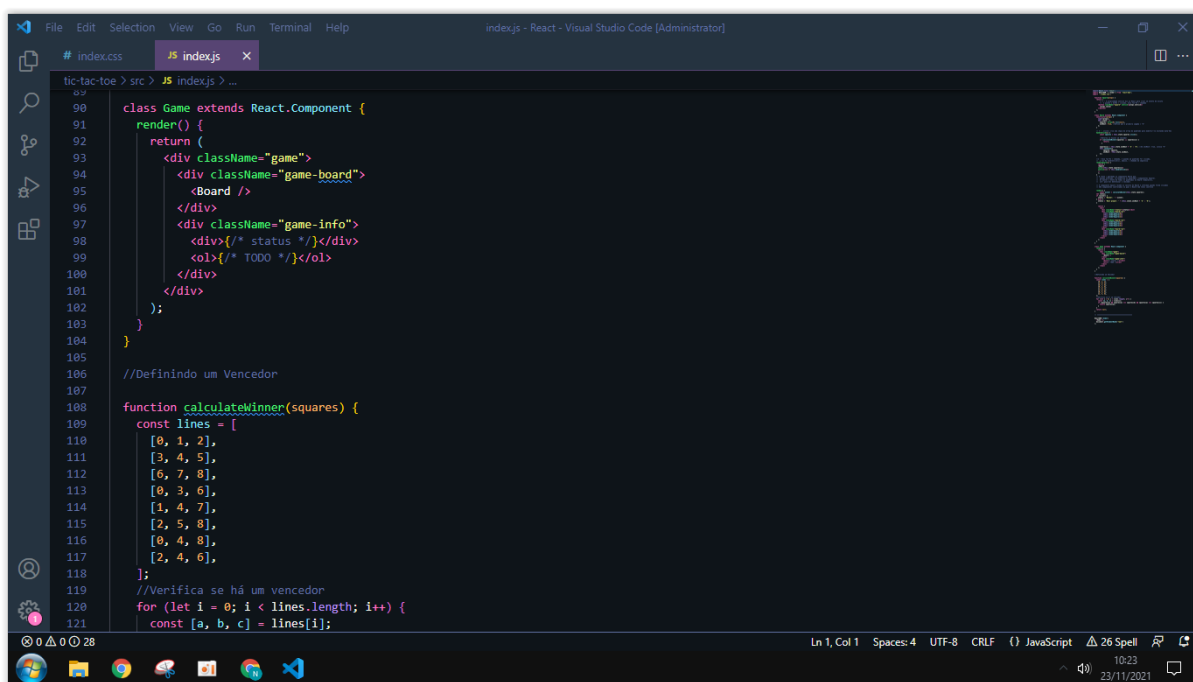 File Edit Selection View Go Run Terminal Help index.js - React - Visual Studio Code [Administrator]
# index.css JS index.js
tic-tac-toe > src > JS index.js > ...
89
90 class Game extends React.Component {
91 render() {
92 return (
93 <div className="game">
94 <div className="game-board">
95 <Board />
96 </div>
97 <div className="game-info">
98 <div>{/* status */}</div>
99 <ol>{/* TODO */}</ol>
100 </div>
101 </div>
102 );
103 }
104 }
105
106 //Definindo um Vencedor
107
108 function calculateWinner(squares) {
109 const lines = [
110 [0, 1, 2],
111 [3, 4, 5],
112 [6, 7, 8],
113 [0, 3, 6],
114 [1, 4, 7],
115 [2, 5, 8],
116 [0, 4, 8],
117 [2, 4, 6],
118 ];
119 //Verifica se há um vencedor
120 for (let i = 0; i < lines.length; i++) {
121 const [a, b, c] = lines[i];
1
0 0 28 Ln 1, Col 1 Spaces: 4 UTF-8 CRLF {} JavaScript 26 Spell
10:23
23/11/2021